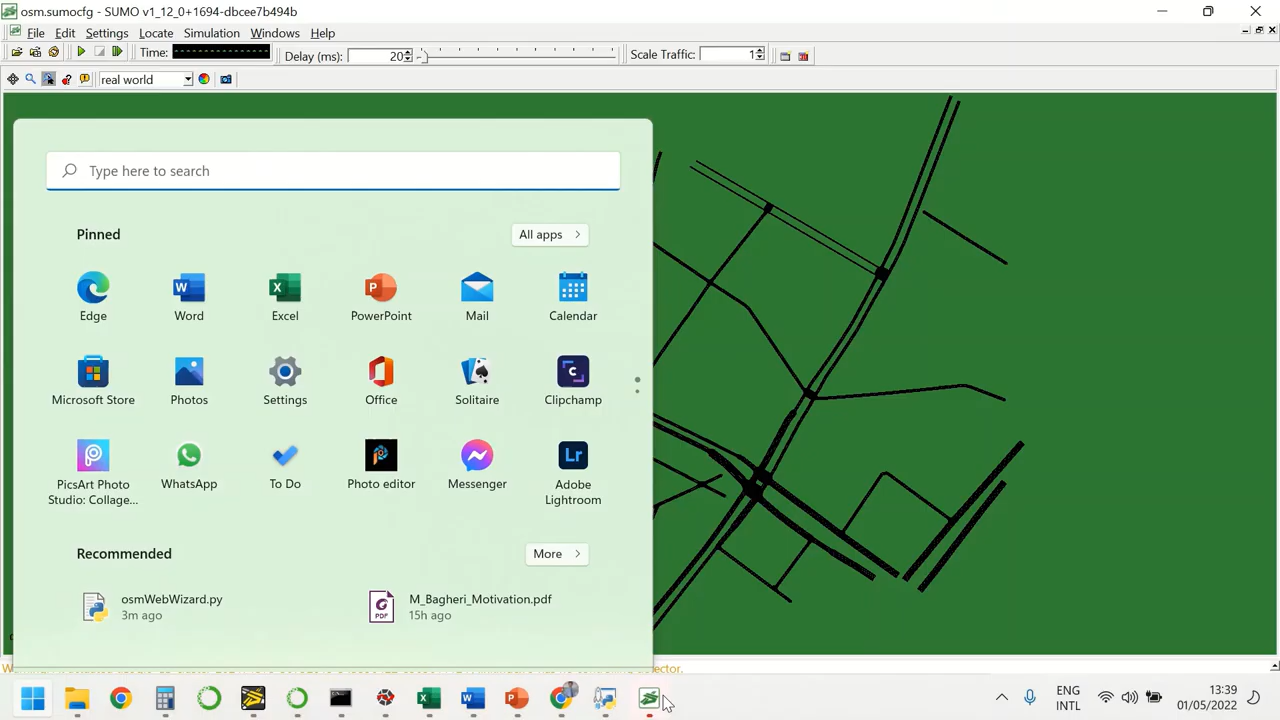 osm.sumocfg - SUMO v1_12_0+1694-dbcee7b494b
File Edit Settings Locate Simulation Windows Help
Time: Delay (ms): 20 Scale Traffic: 1
real world
Type here to search
Pinned
All apps
Edge Word Excel PowerPoint Mail Calendar
Microsoft Store Photos Settings Office Solitaire Clipchamp
PicsArt Photo Studio: Collage... WhatsApp To Do Photo editor Messenger Adobe Lightroom
Recommended
More
osmWebWizard.py
3m ago
M_Bagheri_Motivation.pdf
15h ago
ENG
INTL
13:39
01/05/2022